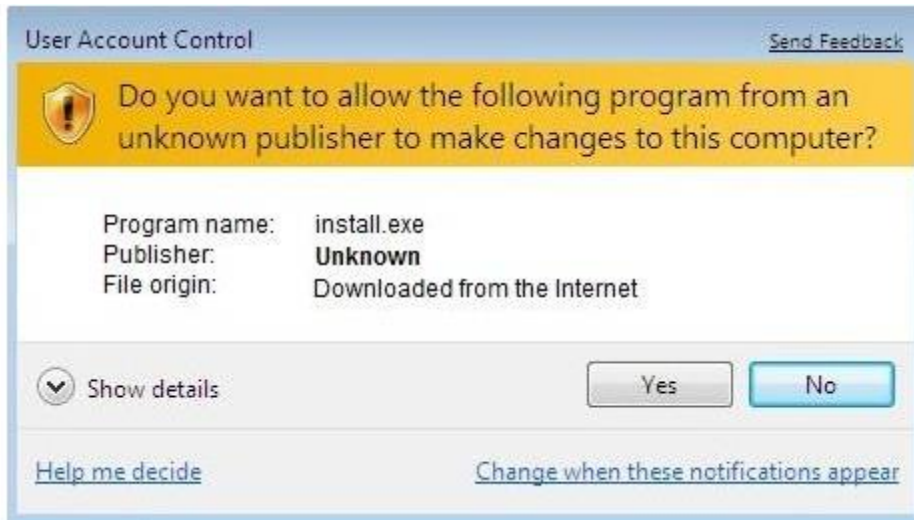 User Account Control
Send Feedback
Do you want to allow the following program from an
unknown publisher to make changes to this computer?
Program name: install.exe
Publisher: Unknown
File origin: Downloaded from the Internet
Show details
Yes
No
Help me decide
Change when these notifications appear